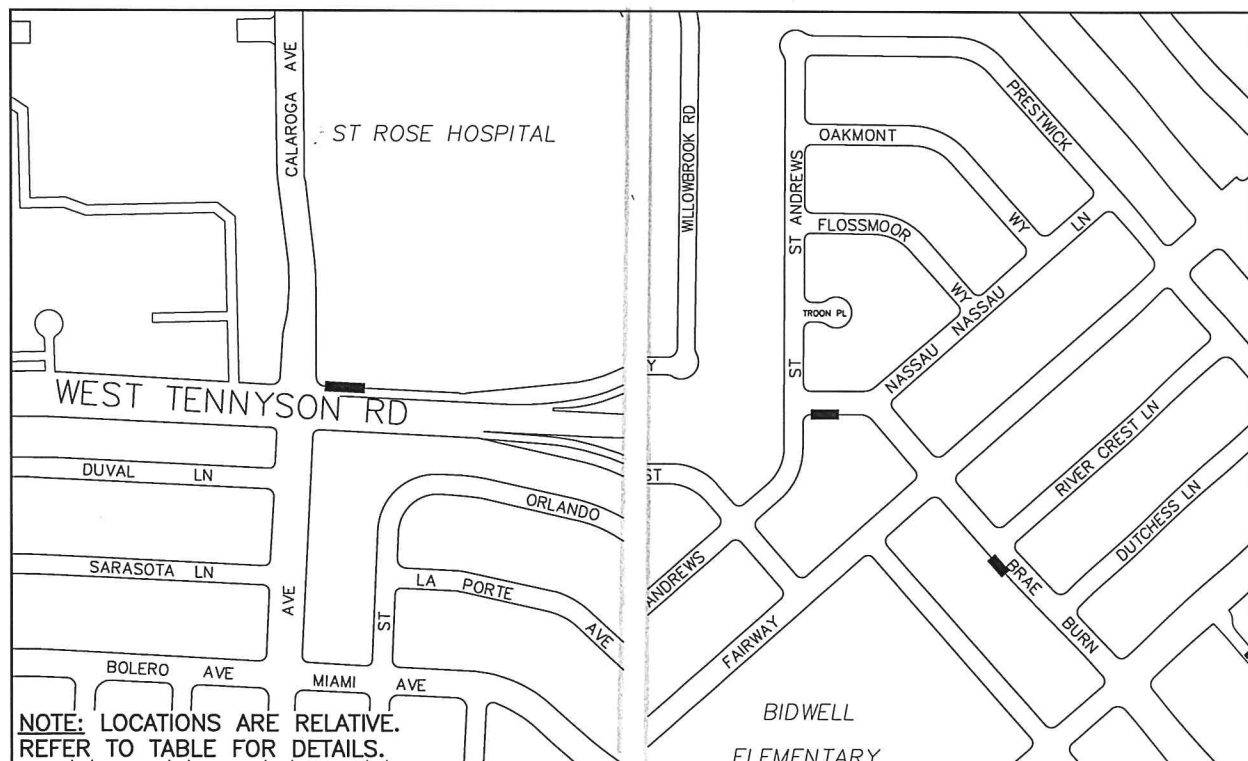 CALAROGA AVE
ST ROSE HOSPITAL
WILLOWBROOK RD
PRESTWICK
OAKMONT WY
ST ANDREWS ST
FLOSSMOOR WY
TROON PL
NASSAU LN
NASSAU
WEST TENNYSON RD
Y
DUVAL LN
ST
ORLANDO
RIVER CREST LN
DUTCHESS LN
SARASOTA LN
AVE
ST
LA PORTE AVE
ANDREWS
FAIRWAY
BRAE BURN
BOLERO AVE
MIAMI AVE
BIDWELL
ELEMENTARY
NOTE: LOCATIONS ARE RELATIVE.
REFER TO TABLE FOR DETAILS.